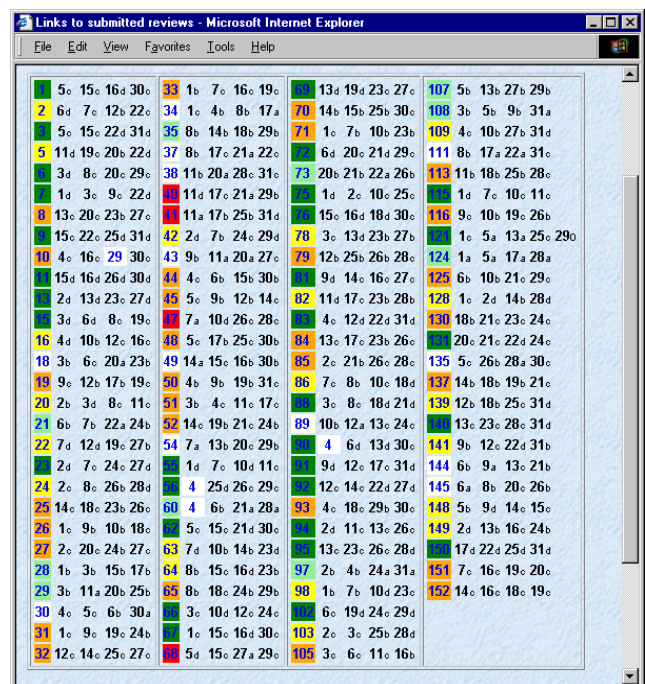 Links to submitted reviews - Microsoft Internet Explorer
File Edit View Favorites Tools Help
1 5c 15c 16d 30c
2 6d 7c 12b 22c
3 5c 15c 22d 31d
5 11d 19c 20b 22d
6 3d 8c 20c 29c
7 1d 3c 9c 22d
8 13c 20c 23b 27c
9 15c 22c 25d 31d
10 4c 16c 29 30c
11 15d 16d 26d 30d
13 2d 13d 23c 27d
15 3d 6d 8c 19c
16 4d 10b 12c 16c
18 3b 6c 20a 23b
19 9c 12b 17b 19c
20 2b 3d 8c 11c
21 6b 7b 22a 24b
22 7d 12d 19c 27b
23 2d 7c 24c 27d
24 2c 8c 26b 28d
25 14c 18c 23b 26c
26 1c 9b 10b 18c
27 2c 20c 24b 27c
28 1b 3b 15b 17b
29 3b 11a 20b 25b
30 4c 5c 6b 30a
31 1c 9c 19c 24b
32 12c 14c 25c 27c
33 1b 7c 16c 19c
34 1c 4b 8b 17a
35 8b 14b 18b 29b
37 8b 17c 21a 22c
38 11b 20a 28c 31c
40 11d 17c 21a 29b
41 11a 17b 25b 31d
42 2d 7b 24c 29d
43 9b 11a 20a 27c
44 4c 6b 15b 30b
45 5c 9b 12b 14c
47 7a 10d 26c 28c
48 5c 17b 25c 30b
49 14a 15c 16b 30b
50 4b 9b 19b 31c
51 3b 4c 11c 17c
52 14c 19b 21c 24b
54 7a 13b 20c 29b
55 1d 7c 10d 11c
56 4 25d 26c 29c
60 4 6b 21a 28a
62 5c 15c 21d 30c
63 7d 10b 14b 23d
64 8b 15c 16d 23b
65 8b 18c 24b 29b
66 3c 10d 12c 24c
67 1c 15c 16d 30c
68 5d 15c 27a 29c
69 13d 19d 23c 27c
70 14b 15b 25b 30c
71 1c 7b 10b 23b
72 6d 20c 21d 29c
73 20b 21b 22a 26b
75 1d 2c 10c 25c
76 15c 16d 18d 30c
78 3c 13d 23b 27b
79 12b 25b 26b 28c
81 9d 14c 16c 27c
82 11d 17c 23b 28b
83 4c 12d 22d 31d
84 13c 17c 23b 26c
85 2c 21b 26c 28c
86 7c 8b 10c 18d
88 3c 8c 18d 21d
89 10b 12a 13c 24c
90 4 6d 13d 30c
91 9d 12c 17c 31d
92 12c 14c 22d 27d
93 4c 18c 29b 30c
94 2d 11c 13c 26c
95 13c 23c 26c 28d
97 2b 4b 24a 31a
98 1b 7b 10d 23c
102 6c 19d 24c 29d
103 2c 3c 25b 28d
105 3c 6c 11c 16b
107 5b 13b 27b 29b
108 3b 5b 9b 31a
109 4c 10b 27b 31d
111 8b 17a 22a 31c
113 11b 18b 25b 28c
115 1d 7c 10c 11c
116 9c 10b 19c 26b
121 1c 5a 13a 25c 29o
124 1a 5a 17a 28a
125 6b 10b 21c 29c
128 1c 2d 14b 28d
130 18b 21c 23c 24c
131 20c 21c 22d 24c
135 5c 26b 28a 30c
137 14b 18b 19b 21c
139 12b 18b 25c 31d
140 13c 23c 28c 31d
141 9b 12c 22d 31b
144 6b 9a 13c 21b
145 6a 8b 20c 26b
148 5b 9d 14c 15c
149 2d 13b 16c 24b
150 17d 22d 25d 31d
151 7c 16c 19c 20c
152 14c 16c 18c 19c